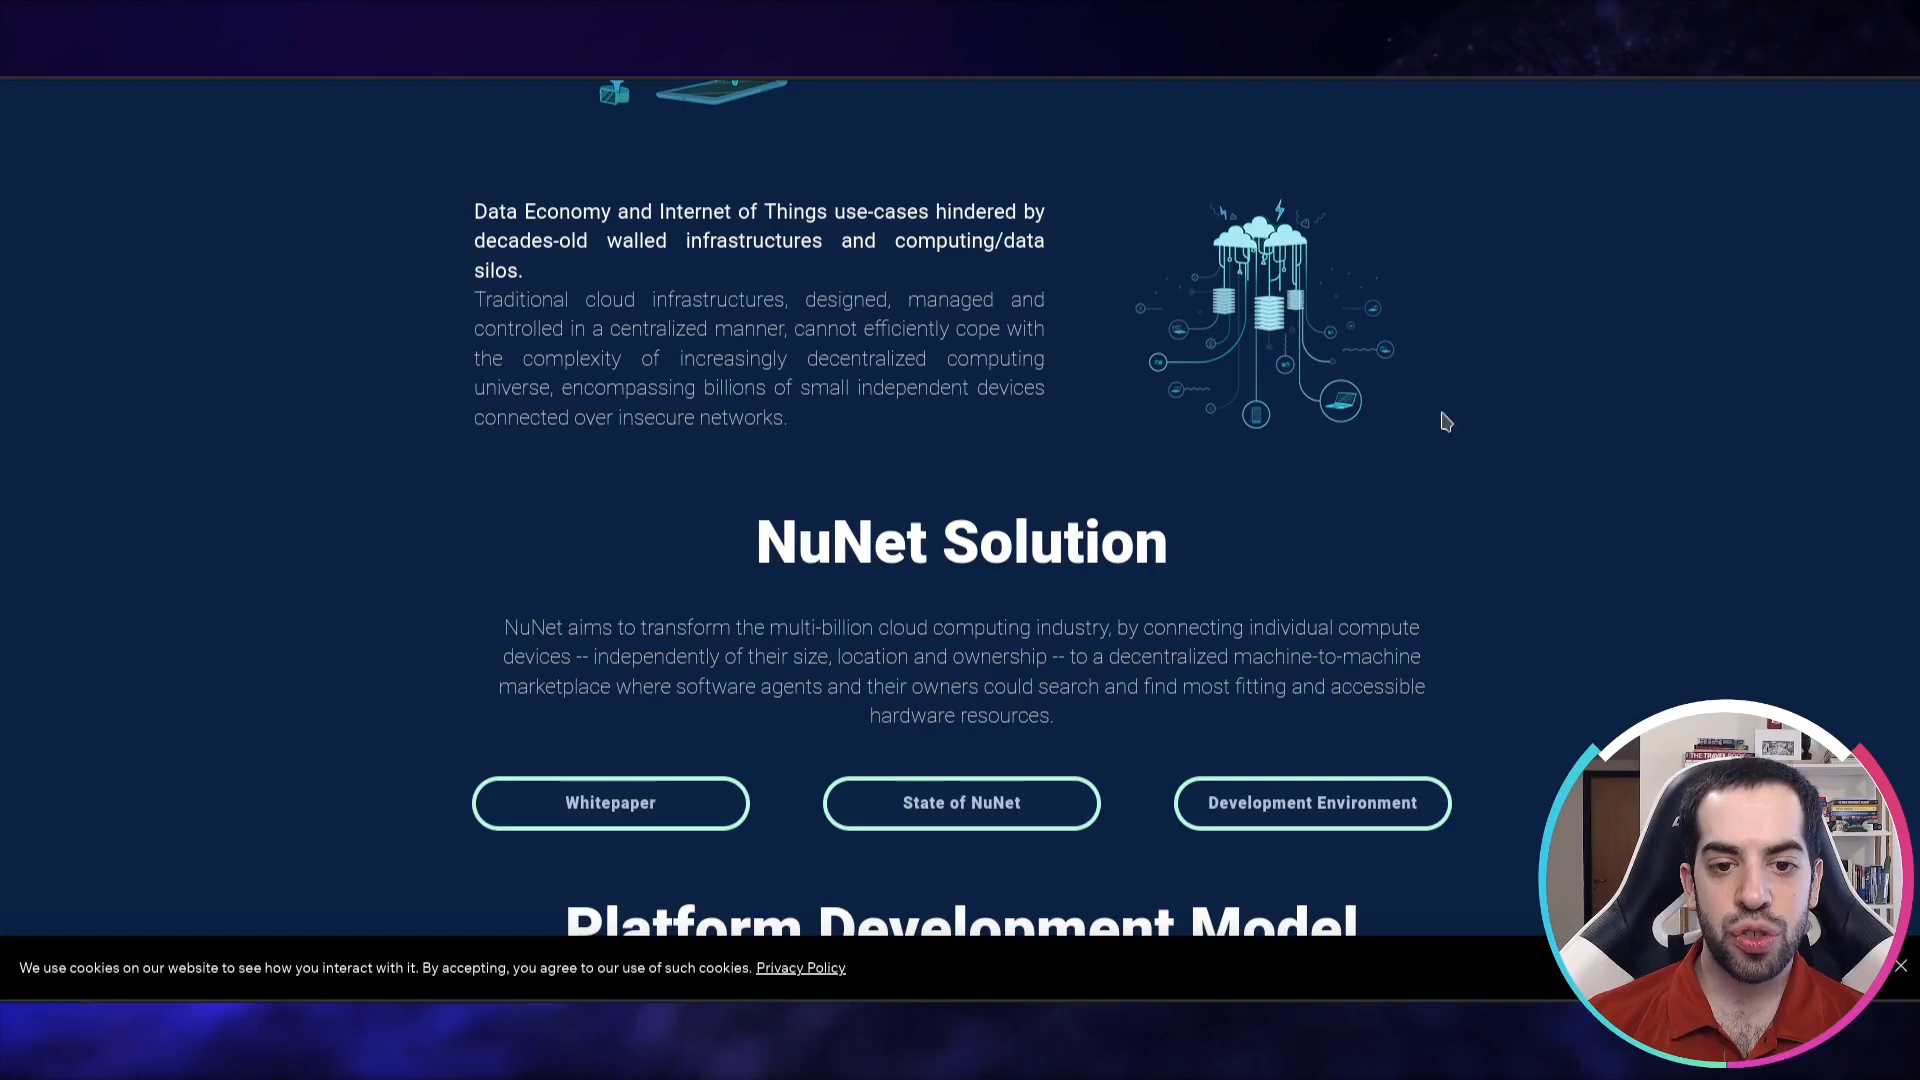 Data Economy and Internet of Things use-cases hindered by
decades-old walled infrastructures and computing/data
silos.
Traditional cloud infrastructures, designed, managed and
controlled in a centralized manner, cannot efficiently cope with
the complexity of increasingly decentralized computing
universe, encompassing billions of small independent devices
connected over insecure networks.
NuNet Solution
NuNet aims to transform the multi-billion cloud computing industry, by connecting individual compute
devices -- independently of their size, location and ownership -- to a decentralized machine-to-machine
marketplace where software agents and their owners could search and find most fitting and accessible
hardware resources.
Whitepaper
State of NuNet
Development Environment
Platform Development Model
We use cookies on our website to see how you interact with it. By accepting, you agree to our use of such cookies. Privacy Policy